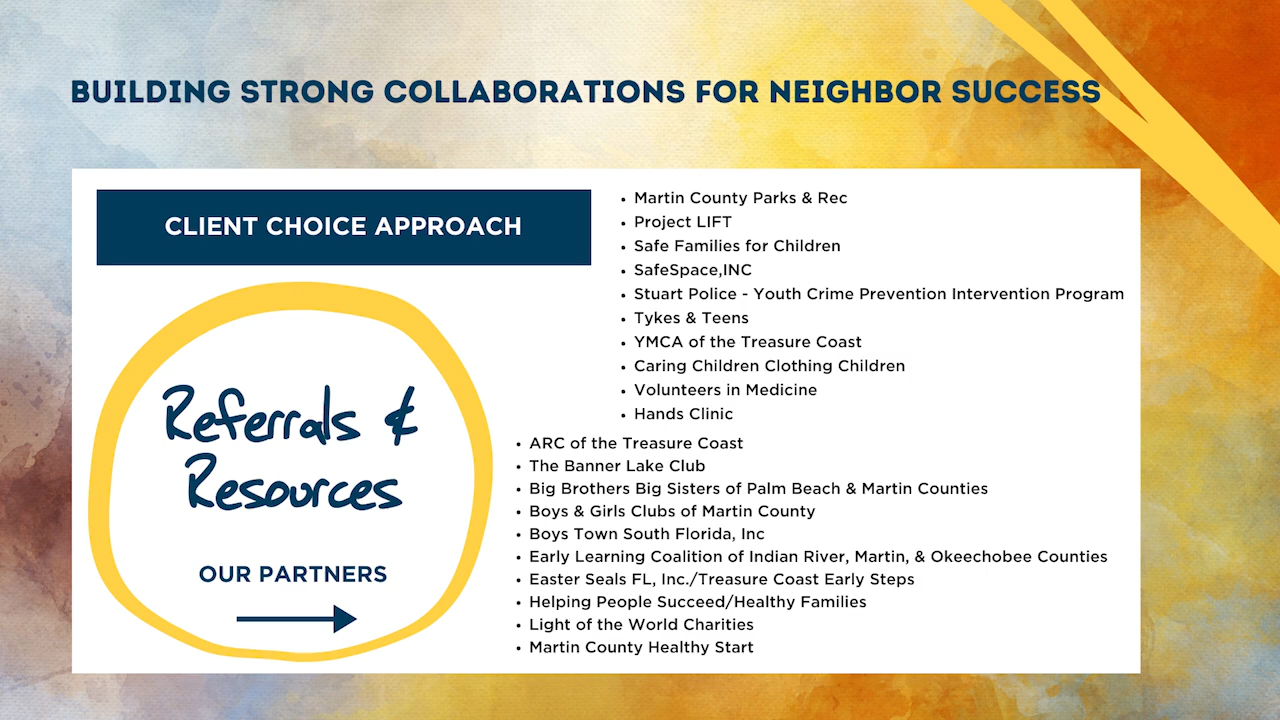 BUILDING STRONG COLLABORATIONS FOR NEIGHBOR SUCCESS
CLIENT CHOICE APPROACH
Referrals &
Resources
OUR PARTNERS
• Martin County Parks & Rec
• Project LIFT
• Safe Families for Children
• SafeSpace,INC
• Stuart Police - Youth Crime Prevention Intervention Program
• Tykes & Teens
• YMCA of the Treasure Coast
• Caring Children Clothing Children
• Volunteers in Medicine
• Hands Clinic
• ARC of the Treasure Coast
• The Banner Lake Club
• Big Brothers Big Sisters of Palm Beach & Martin Counties
• Boys & Girls Clubs of Martin County
• Boys Town South Florida, Inc
• Early Learning Coalition of Indian River, Martin, & Okeechobee Counties
• Easter Seals FL, Inc./Treasure Coast Early Steps
• Helping People Succeed/Healthy Families
• Light of the World Charities
• Martin County Healthy Start